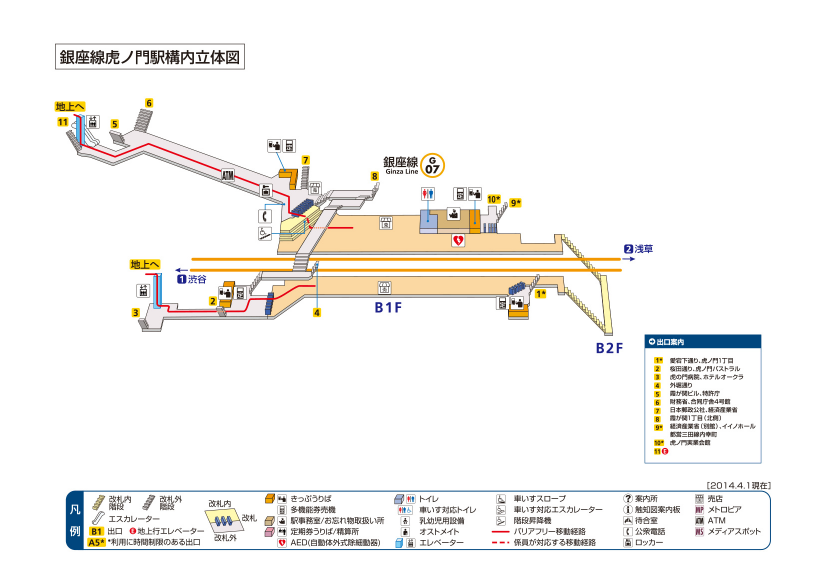 銀座線虎ノ門駅構内立体図
地上へ
11
5
6
ATM
7
8
銀座線
Ginza Line
G
07
10*
9*
2 浅草
1 渋谷
地上へ
2
3
4
1*
B1F
B2F
出口案内
1* 愛宕下通り、虎ノ門1丁目
2 桜田通り、虎ノ門パストラル
3 虎の門病院、ホテルオークラ
4 外堀通り
5 霞が関ビル、特許庁
6 財務省、合同庁舎4号館
7 日本郵政公社、経済産業省
8 霞が関1丁目(北側)
9* 経済産業省(別館)、イイノホール
都営三田線内幸町
10* 虎ノ門実業会館
11 E
[2014.4.1現在]
凡例
改札内階段
改札外階段
エスカレーター
B1 出口 E 地上行エレベーター
A5* *利用に時間制限のある出口
改札内
改札
改札外
きっぷうりば
多機能券売機
駅事務室/お忘れ物取扱い所
定期券うりば/精算所
AED(自動体外式除細動器)
トイレ
車いす対応トイレ
乳幼児用設備
オストメイト
エレベーター
車いすスロープ
車いす対応エスカレーター
階段昇降機
バリアフリー移動経路
係員が対応する移動経路
案内所
触知図案内板
待合室
公衆電話
ロッカー
売店
メトロピア
ATM ATM
メディアスポット